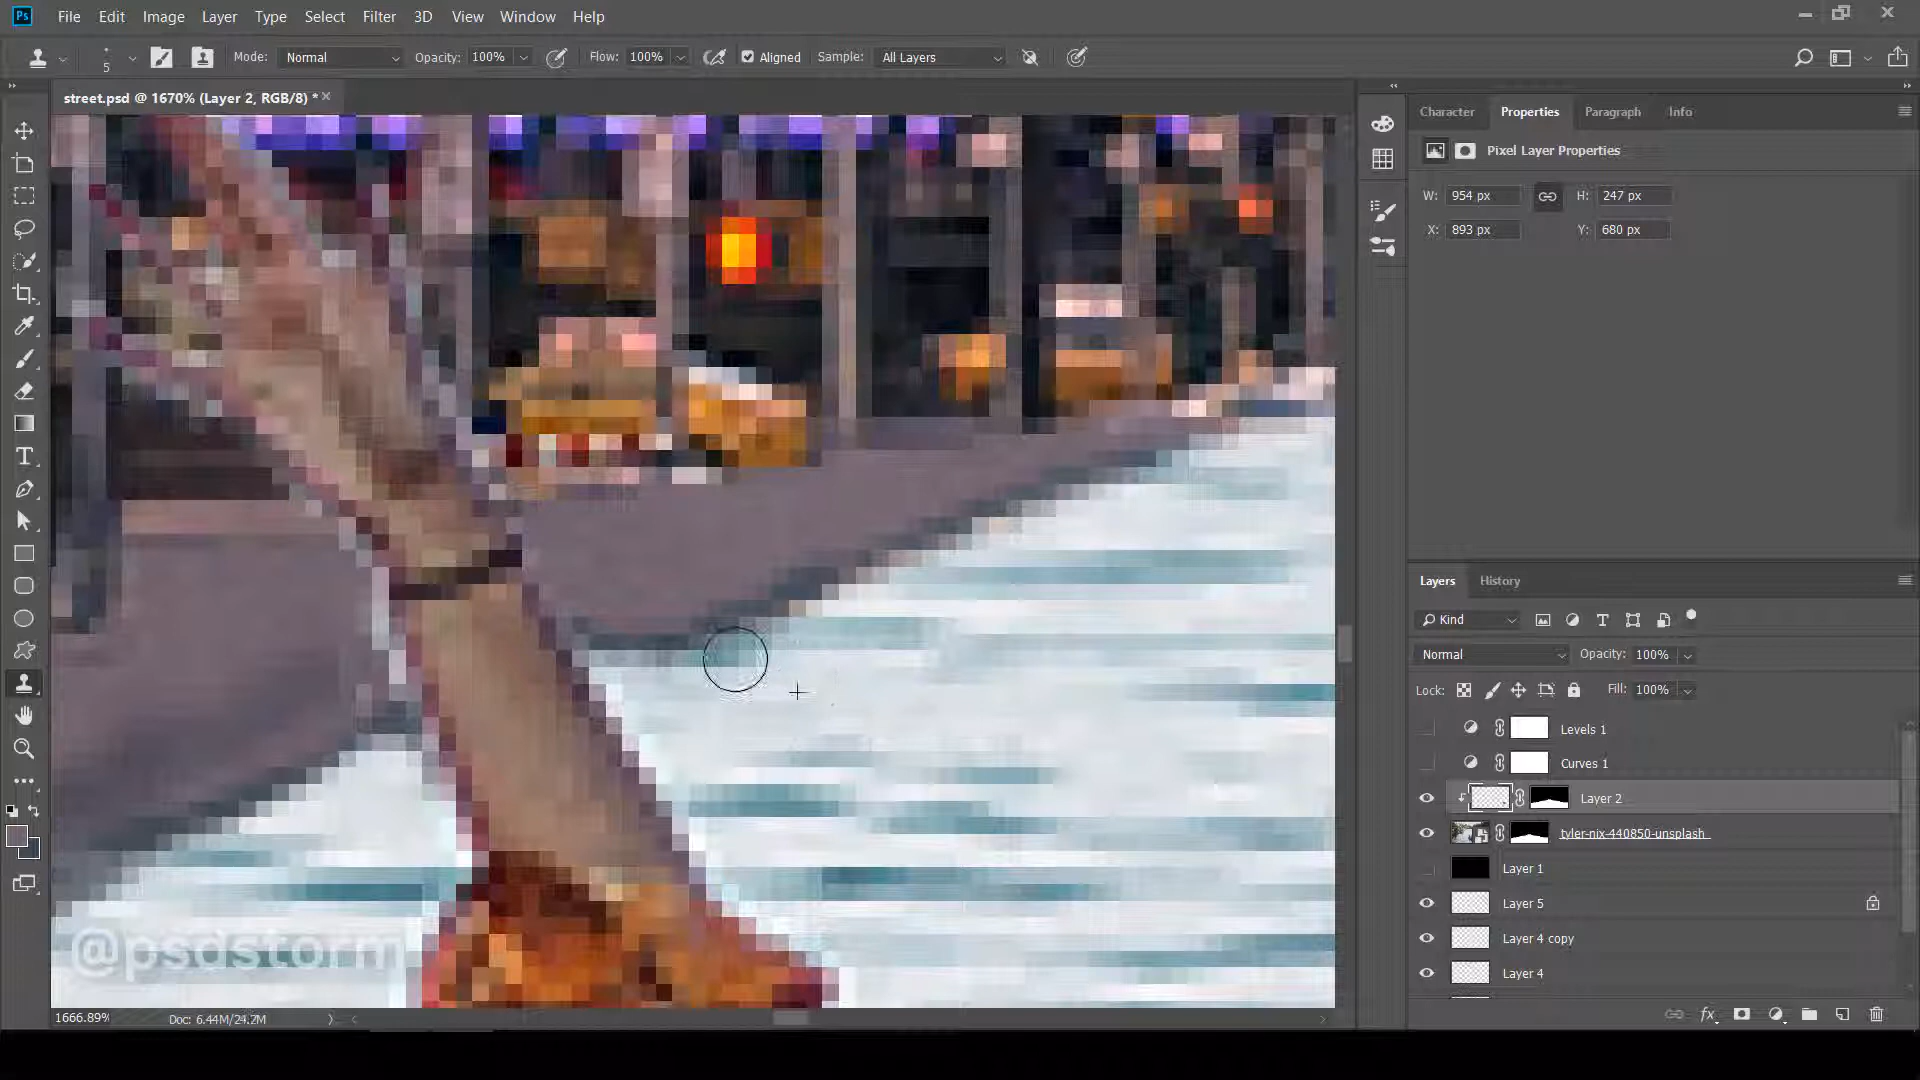 Ps File Edit Image Layer Type Select Filter 3D View Window Help
5 Mode: Normal Opacity: 100% Flow: 100% Aligned Sample: All Layers
street.psd @ 1670% (Layer 2, RGB/8) *
Character Properties Paragraph Info
Pixel Layer Properties
W: 954 px H: 247 px
X: 893 px Y: 680 px
Layers History
Kind
Normal Opacity: 100%
Lock: Fill: 100%
Levels 1
Curves 1
Layer 2
tyler-nix-440850-unsplash
Layer 1
Layer 5
Layer 4 copy
Layer 4
fx
@psdstorm
1666.89% Doc: 6.44M/24.2M